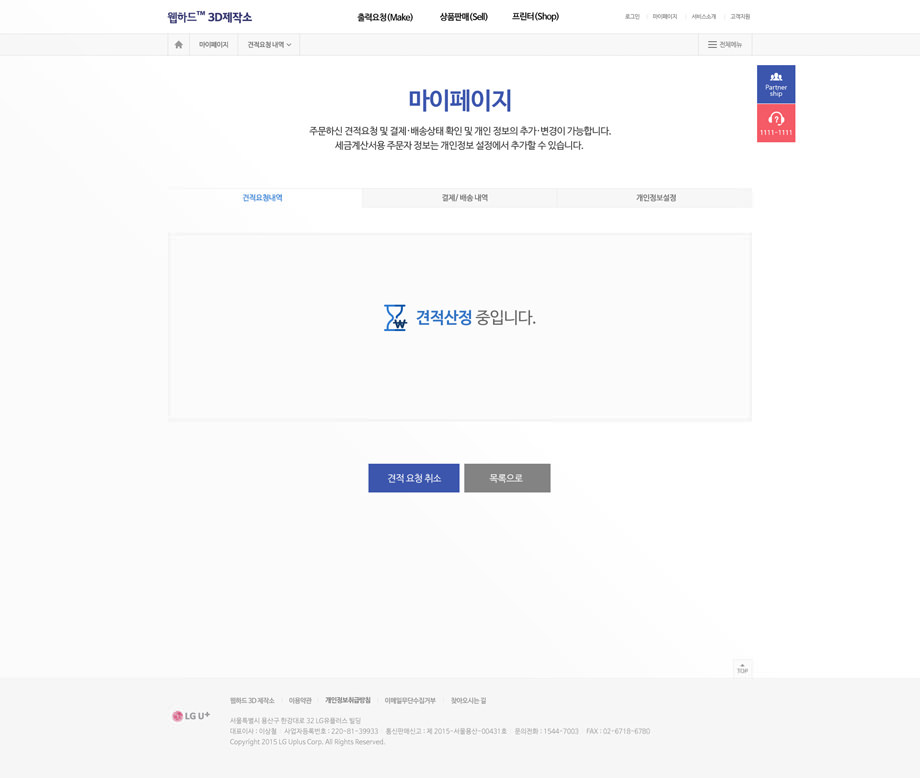 웹하드™ 3D제작소
출력요청(Make) 상품판매(Sell) 프린터(Shop)
로그인 마이페이지 서비스소개 고객지원
마이페이지 견적요청 내역 전체메뉴
Partner
ship
1111-1111
마이페이지
주문하신 견적요청 및 결제·배송상태 확인 및 개인 정보의 추가·변경이 가능합니다.
세금계산서용 주문자 정보는 개인정보 설정에서 추가할 수 있습니다.
견적요청내역 결제/ 배송 내역 개인정보설정
견적산정 중입니다.
견적 요청 취소 목록으로
TOP
웹하드 3D 제작소 이용약관 개인정보취급방침 이메일무단수집거부 찾아오시는 길
LG U+
서울특별시 용산구 한강대로 32 LG유플러스 빌딩
대표이사 : 이상철 사업자등록번호 : 220-81-39933 통신판매신고 : 제 2015-서울용산-00431호 문의전화 : 1544-7003 FAX : 02-6718-6780
Copyright 2015 LG Uplus Corp. All Rights Reserved.